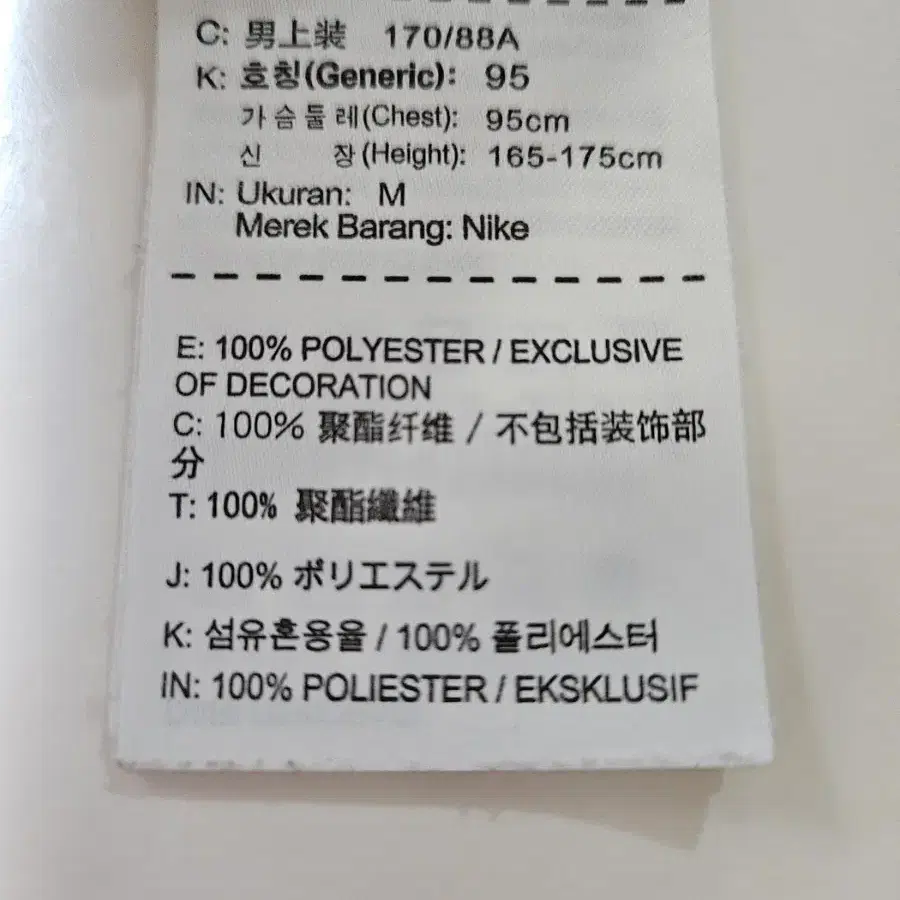 C: 男上装 170/88A
K: 호칭(Generic): 95
가슴둘레(Chest): 95cm
신 장(Height): 165-175cm
IN: Ukuran: M
Merek Barang: Nike
E: 100% POLYESTER / EXCLUSIVE
OF DECORATION
C: 100% 聚酯纤维 / 不包括装饰部
分
T: 100% 聚酯纖維
J: 100% ポリエステル
K: 섬유혼용율 / 100% 폴리에스터
IN: 100% POLIESTER / EKSKLUSIF